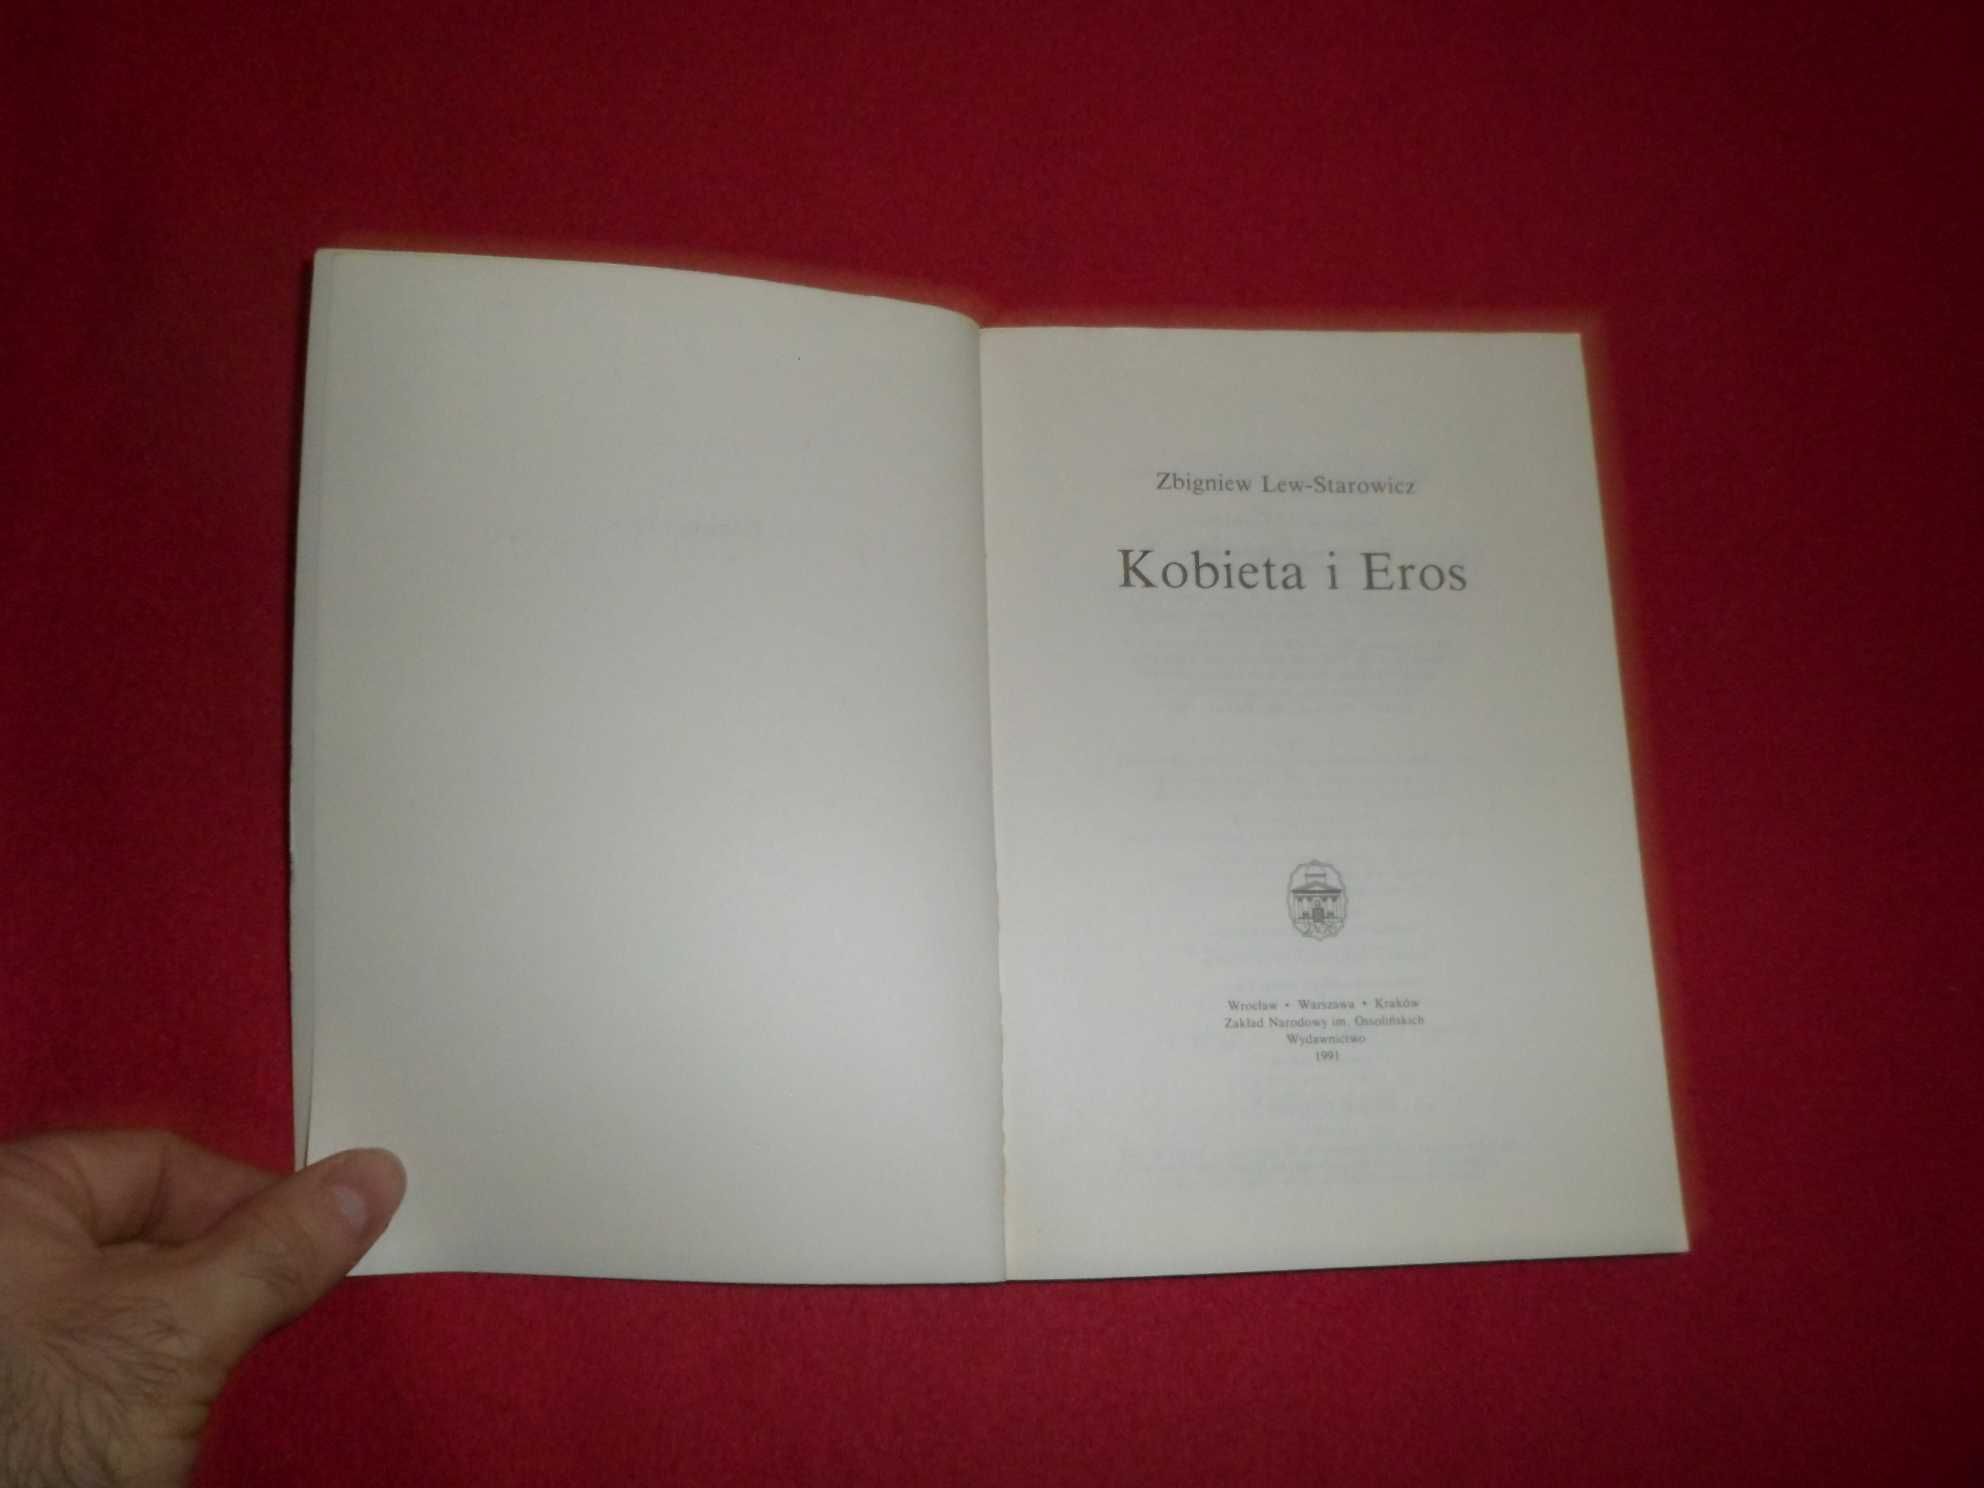 Zbigniew Lew-Starowicz
Kobieta i Eros
Wrocław • Warszawa • Kraków
Zakład Narodowy im. Ossolińskich
Wydawnictwo
1991